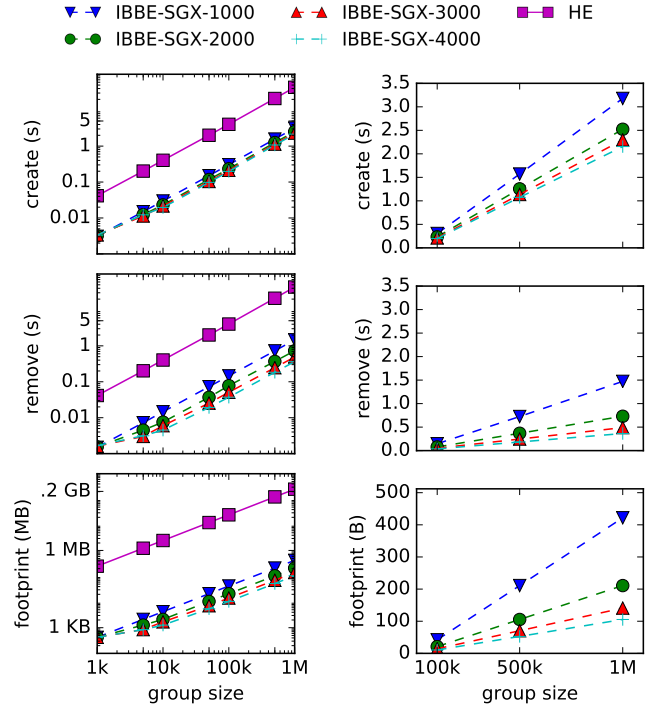 IBBE-SGX-1000 IBBE-SGX-3000 HE
IBBE-SGX-2000 IBBE-SGX-4000
create (s)
5
1
0.1
0.01
create (s)
3.5
3.0
2.5
2.0
1.5
1.0
0.5
0.0
remove (s)
5
1
0.1
0.01
remove (s)
3.5
3.0
2.5
2.0
1.5
1.0
0.5
0.0
footprint (MB)
.2 GB
1 MB
1 KB
1k 10k 100k 1M
group size
footprint (B)
500
400
300
200
100
0
100k 500k 1M
group size